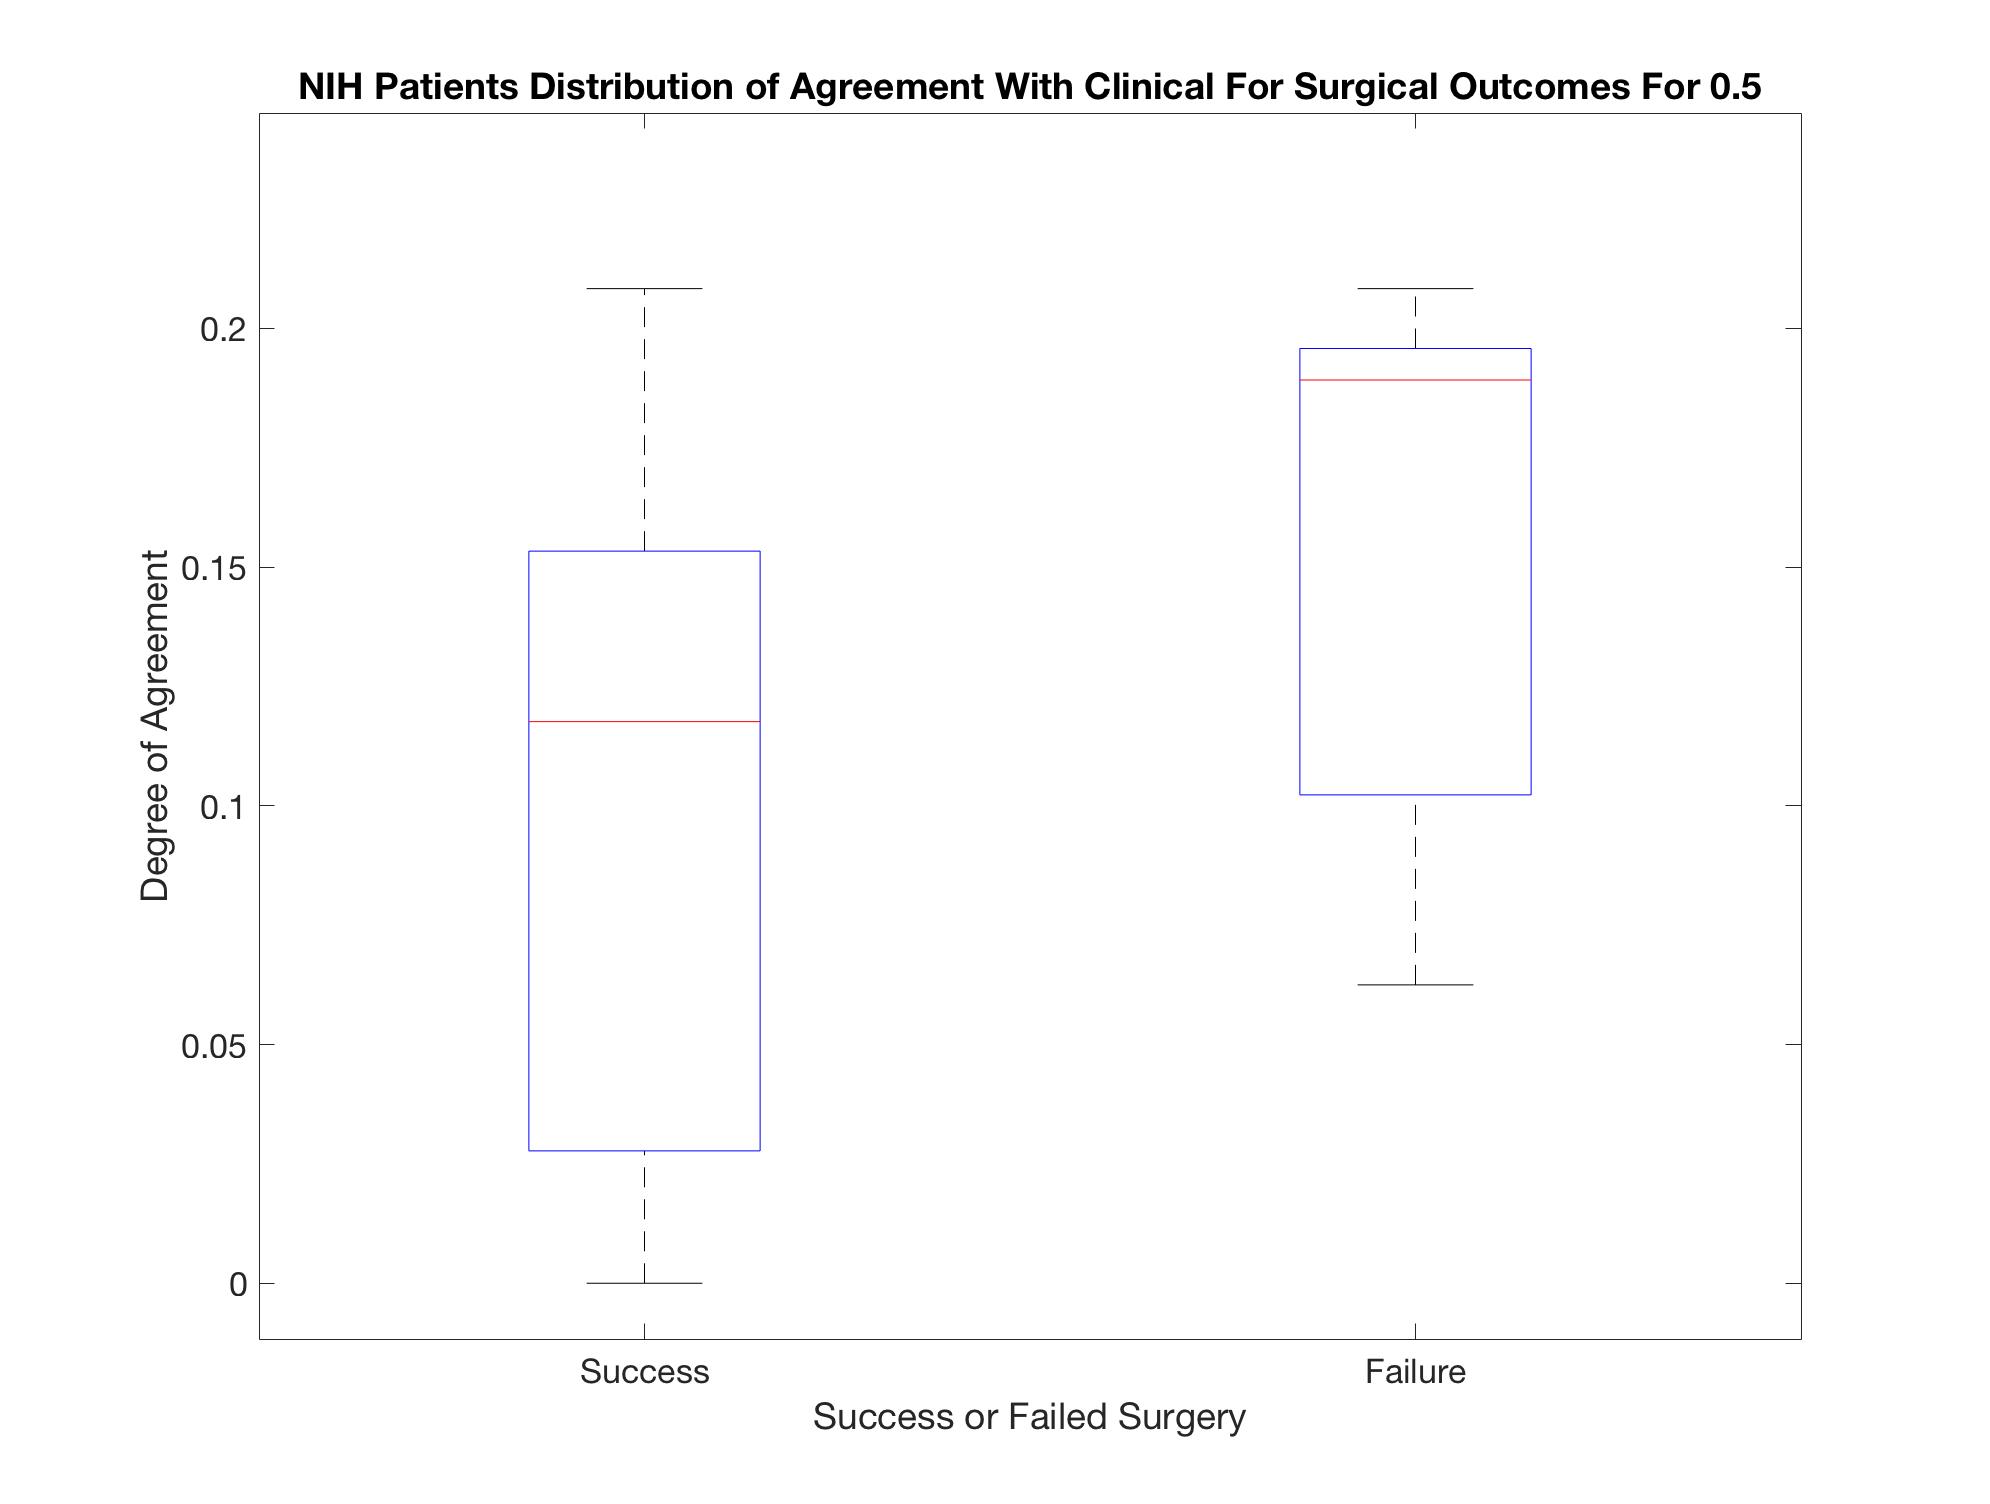 NIH Patients Distribution of Agreement With Clinical For Surgical Outcomes For 0.5
Degree of Agreement
0.2
0.15
0.1
0.05
0
Success
Failure
Success or Failed Surgery